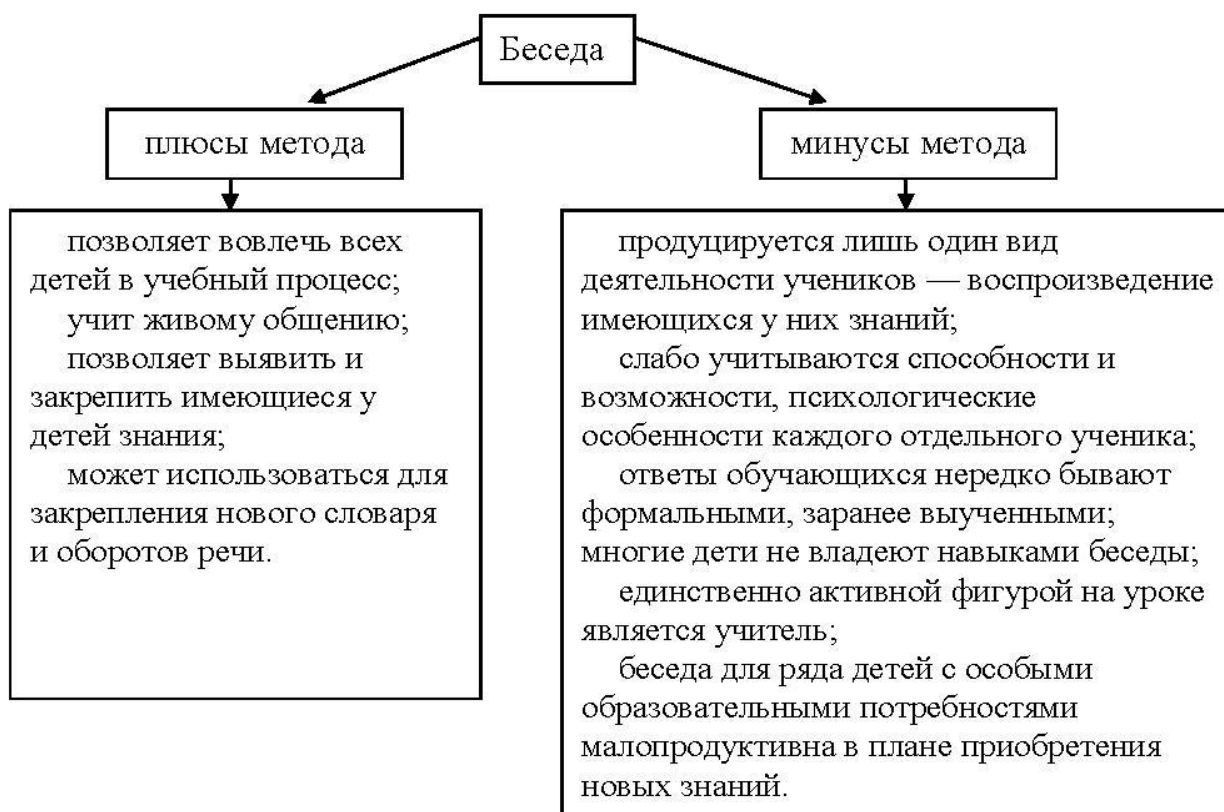 Беседа
плюсы метода
минусы метода
позволяет вовлечь всех
детей в учебный процесс;
учит живому общению;
позволяет выявить и
закрепить имеющиеся у
детей знания;
может использоваться для
закрепления нового словаря
и оборотов речи.
продуцируется лишь один вид
деятельности учеников — воспроизведение
имеющихся у них знаний;
слабо учитываются способности и
возможности, психологические
особенности каждого отдельного ученика;
ответы обучающихся нередко бывают
формальными, заранее выученными;
многие дети не владеют навыками беседы;
единственно активной фигурой на уроке
является учитель;
беседа для ряда детей с особыми
образовательными потребностями
малопродуктивна в плане приобретения
новых знаний.